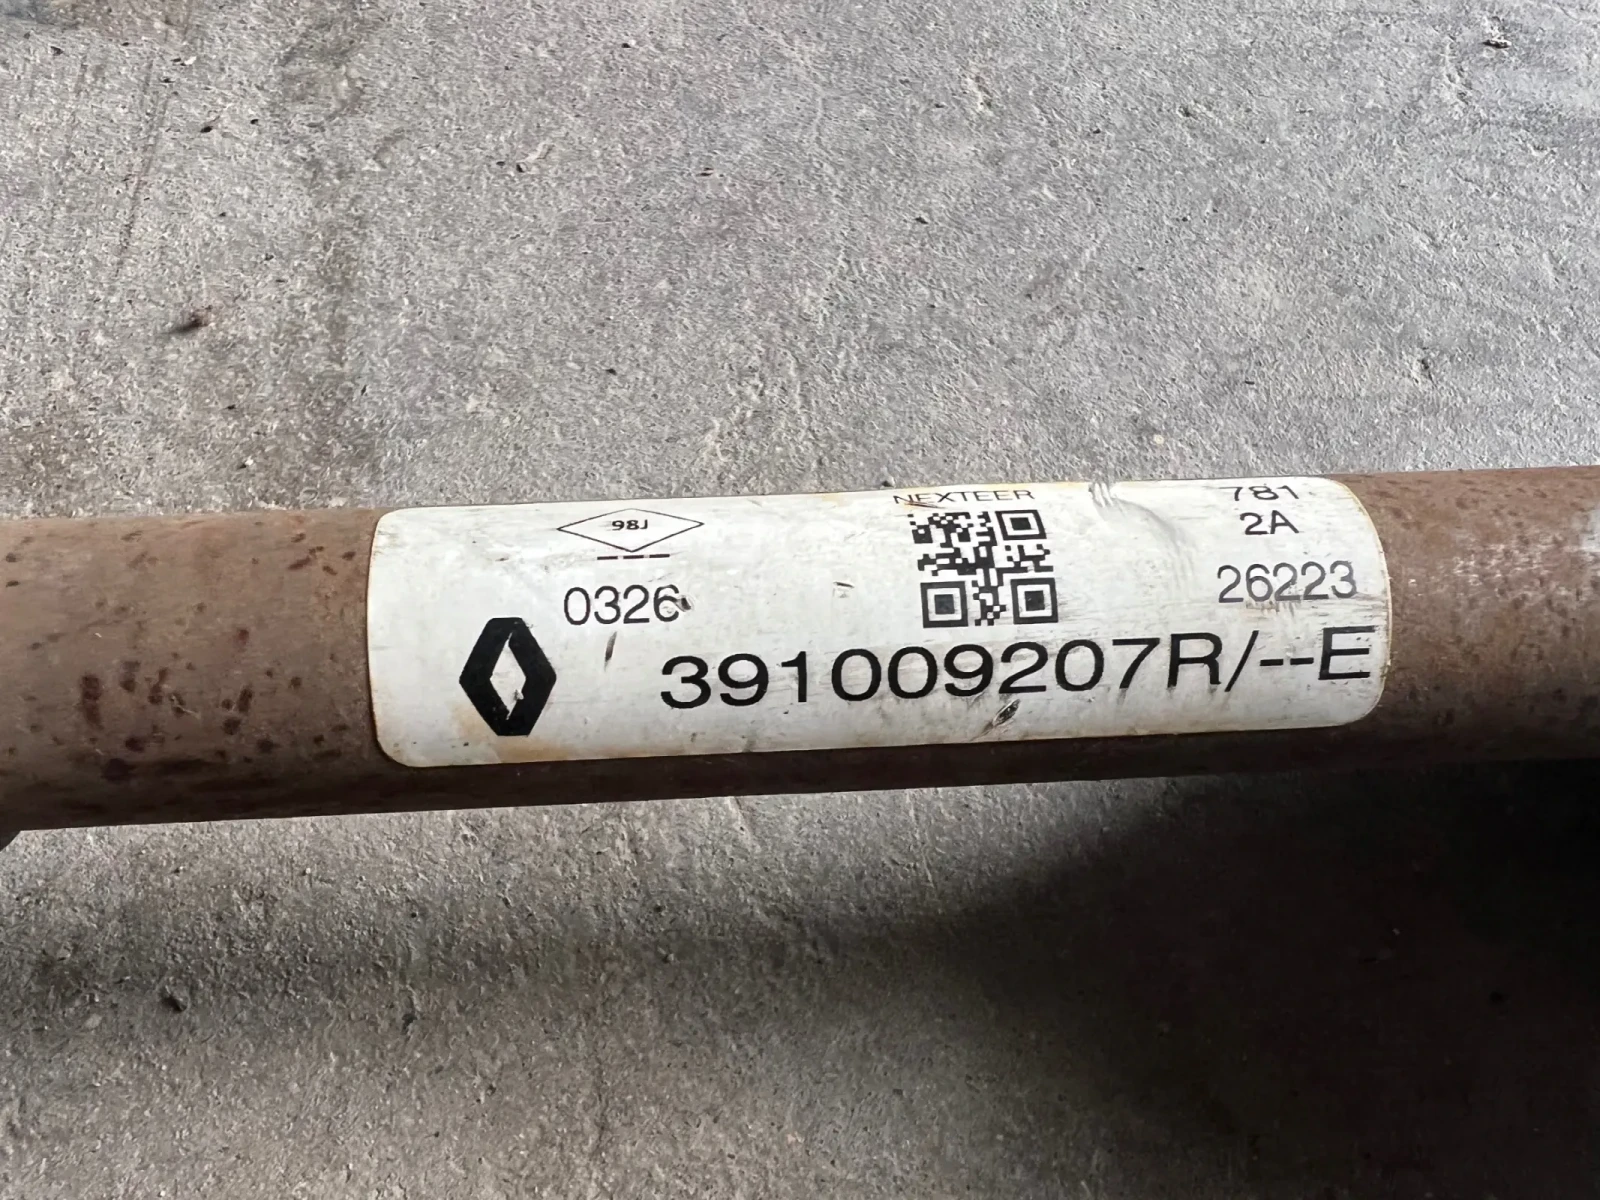 NEXTEER
781
98J
2A
0326
26223
391009207R/--E